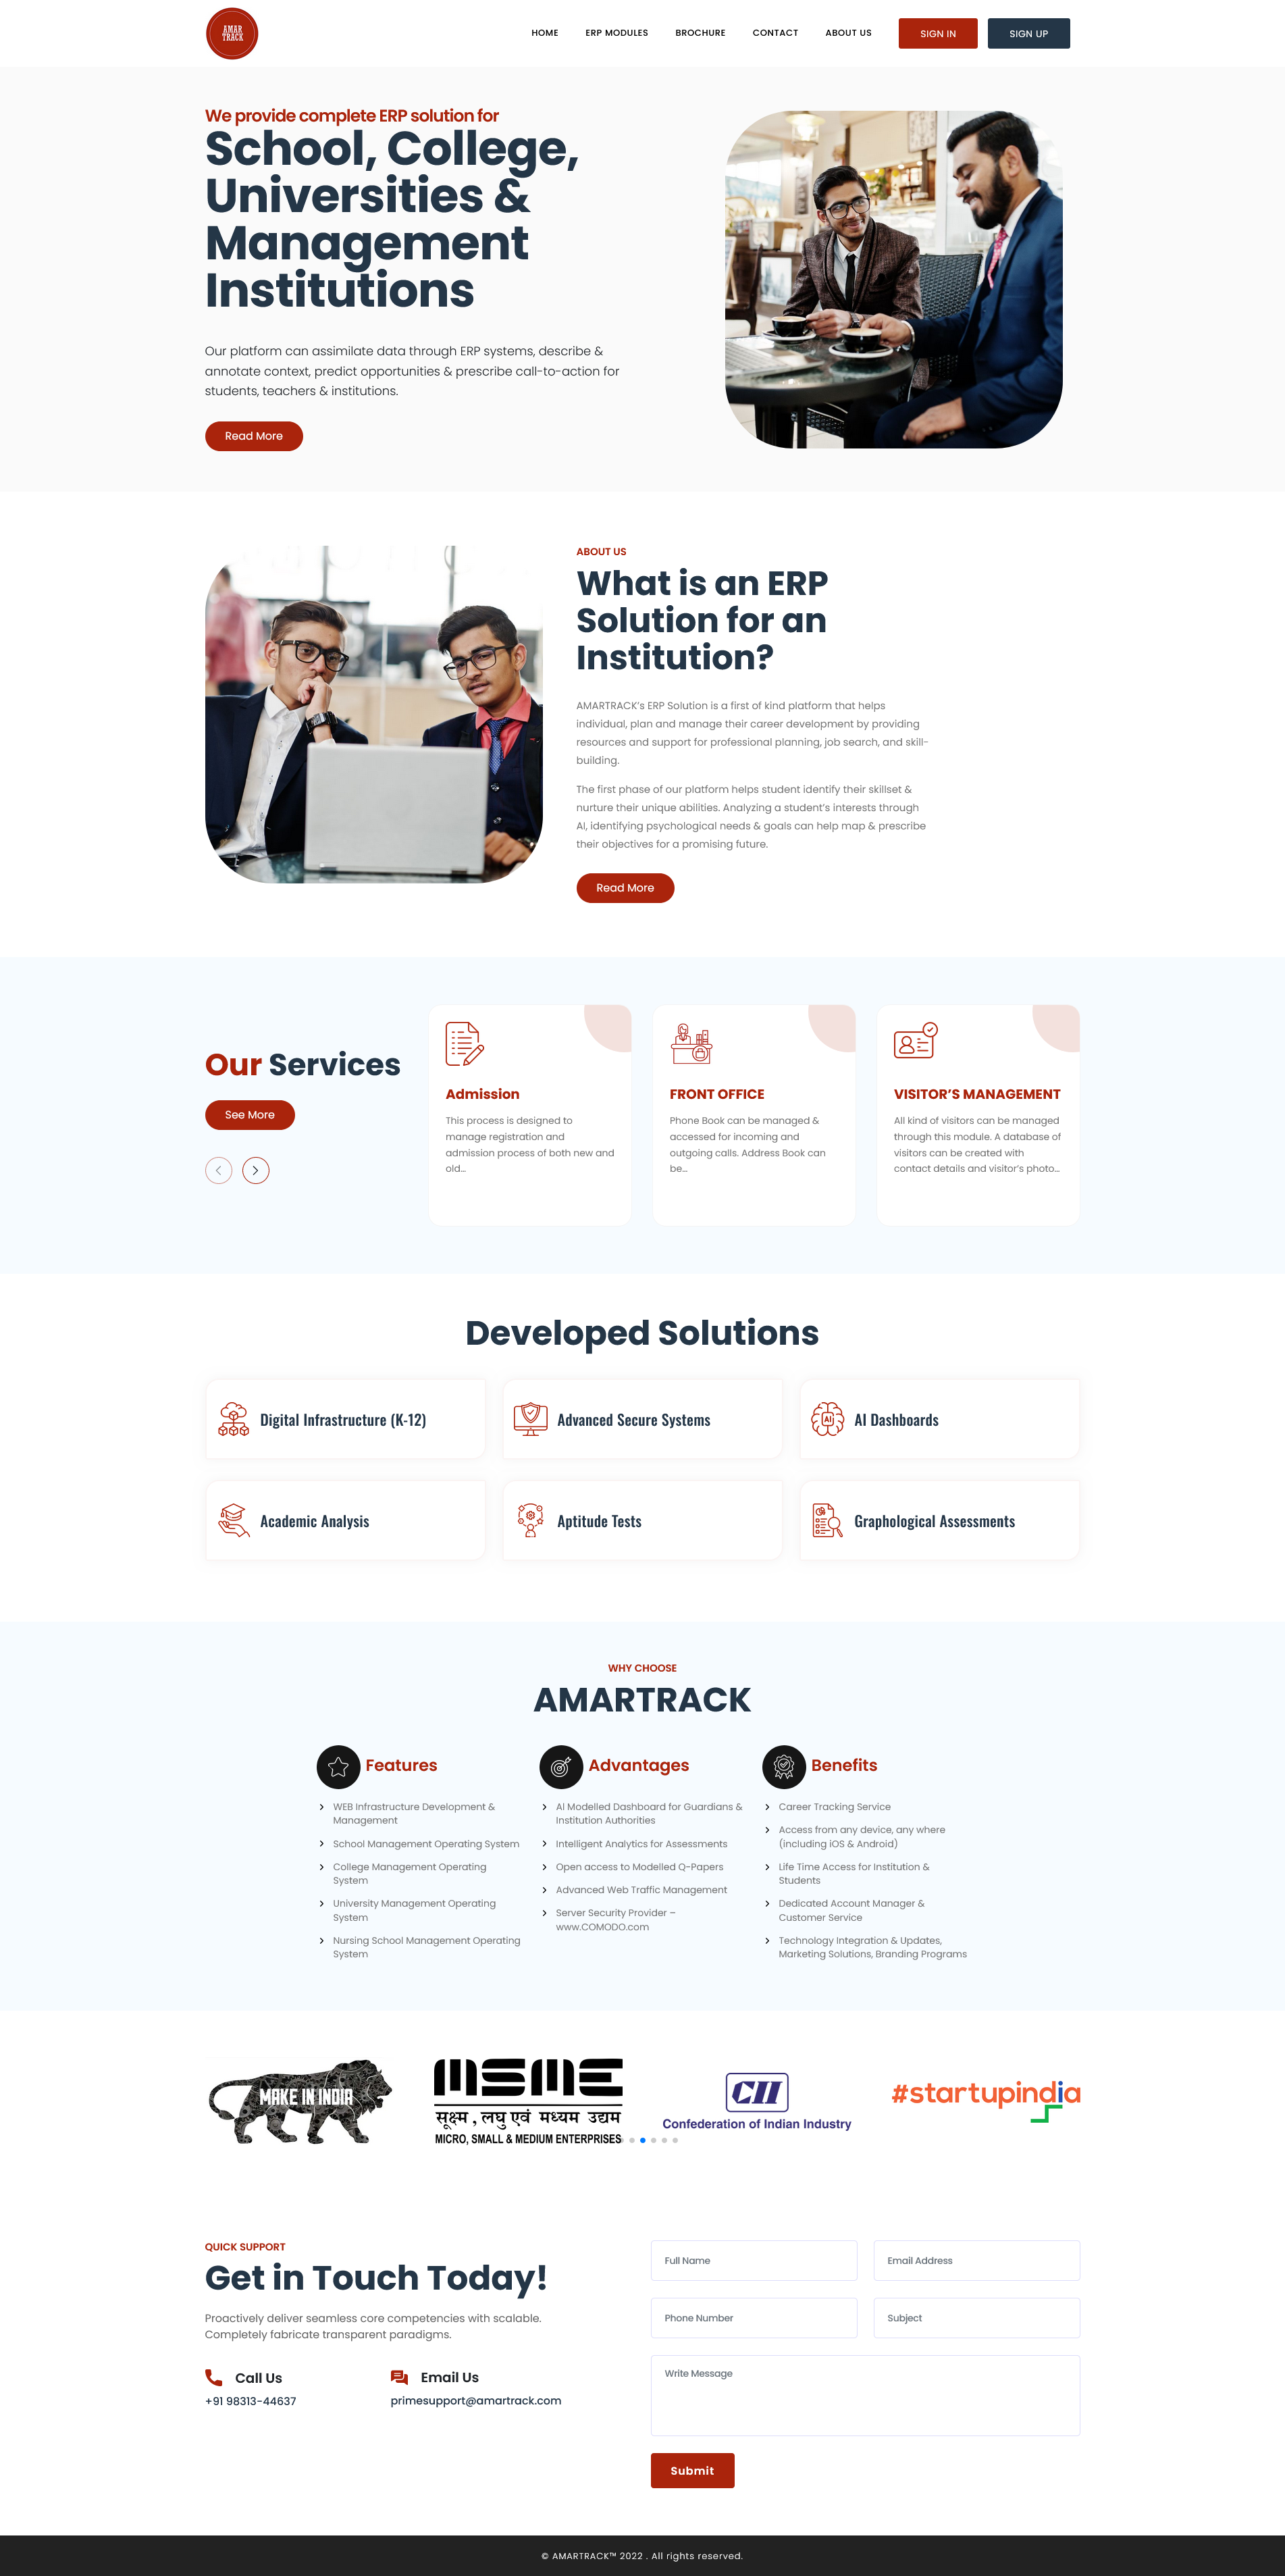 AMAR
TRACK
HOME
ERP MODULES
BROCHURE
CONTACT
ABOUT US
SIGN IN
SIGN UP
We provide complete ERP solution for
School, College,
Universities &
Management
Institutions
Our platform can assimilate data through ERP systems, describe &
annotate context, predict opportunities & prescribe call-to-action for
students, teachers & institutions.
Read More
ABOUT US
What is an ERP
Solution for an
Institution?
AMARTRACK's ERP Solution is a first of kind platform that helps
individual, plan and manage their career development by providing
resources and support for professional planning, job search, and skill-
building.
The first phase of our platform helps student identify their skillset &
nurture their unique abilities. Analyzing a student's interests through
AI, identifying psychological needs & goals can help map & prescribe
their objectives for a promising future.
Read More
Our Services
See More
Admission
This process is designed to
manage registration and
admission process of both new and
old...
FRONT OFFICE
Phone Book can be managed &
accessed for incoming and
outgoing calls. Address Book can
be...
VISITOR'S MANAGEMENT
All kind of visitors can be managed
through this module. A database of
visitors can be created with
contact details and visitor's photo...
Developed Solutions
Digital Infrastructure (K-12)
Advanced Secure Systems
AI
AI Dashboards
Academic Analysis
Aptitude Tests
Graphological Assessments
WHY CHOOSE
AMARTRACK
Features
WEB Infrastructure Development &
Management
School Management Operating System
College Management Operating
System
University Management Operating
System
Nursing School Management Operating
System
Advantages
AI Modelled Dashboard for Guardians &
Institution Authorities
Intelligent Analytics for Assessments
Open access to Modelled Q-Papers
Advanced Web Traffic Management
Server Security Provider –
www.COMODO.com
Benefits
Career Tracking Service
Access from any device, any where
(including iOS & Android)
Life Time Access for Institution &
Students
Dedicated Account Manager &
Customer Service
Technology Integration & Updates,
Marketing Solutions, Branding Programs
MAKE IN INDIA
msme
सूक्ष्म, लघु एवं मध्यम उद्यम
MICRO, SMALL & MEDIUM ENTERPRISES
CII
Confederation of Indian Industry
#startupindia
QUICK SUPPORT
Get in Touch Today!
Proactively deliver seamless core competencies with scalable.
Completely fabricate transparent paradigms.
Call Us
+91 98313-44637
Email Us
primesupport@amartrack.com
Full Name
Email Address
Phone Number
Subject
Write Message
Submit
© AMARTRACK™ 2022 . All rights reserved.